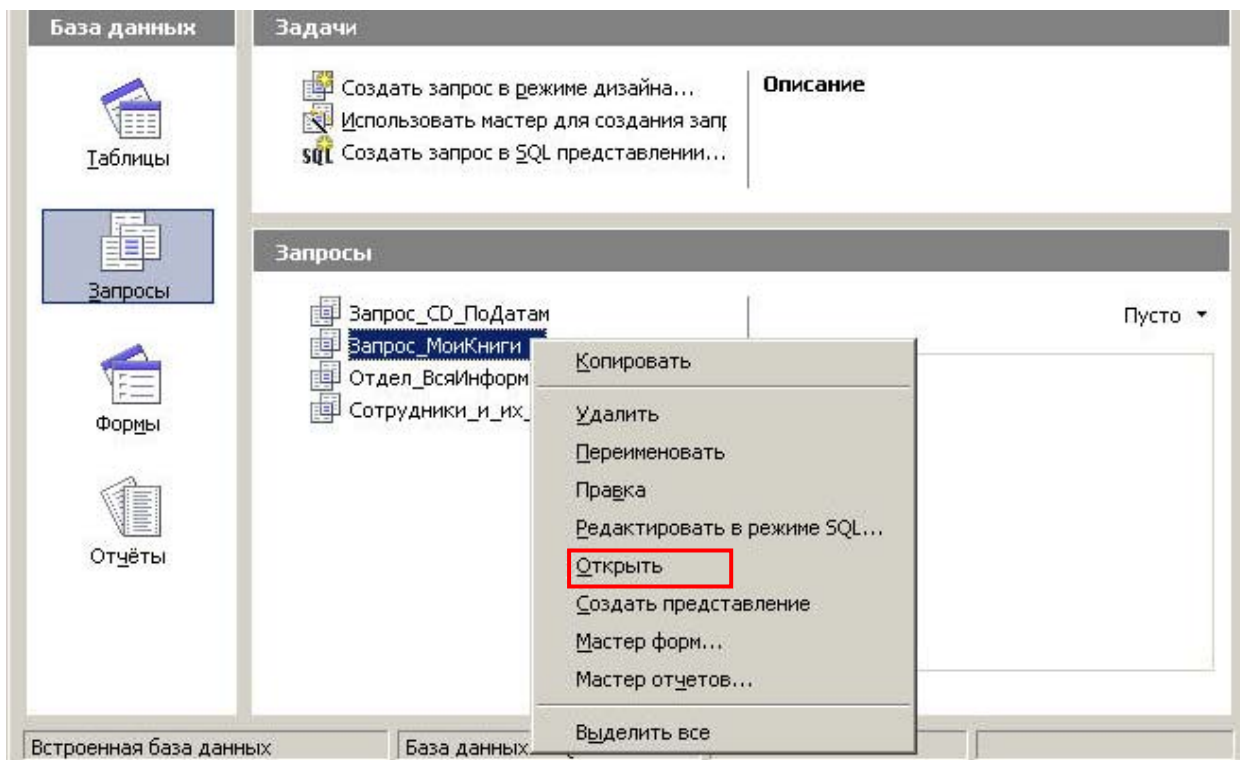 База данных
Задачи
Создать запрос в режиме дизайна...
Использовать мастер для создания
SQL Создать запрос в SQL представлении...
Описание
Таблицы
Запросы
Формы
Отчёты
Запросы
Запрос_CD_ПоДатам
Запрос_МоиКниги
Отдел_ВсяИнформ
Сотрудники_и_их_
Пусто
Копировать
Удалить
Переименовать
Правка
Редактировать в режиме SQL...
Открыть
Создать представление
Мастер форм...
Мастер отчетов...
Выделить все
Встроенная база данных
База данных